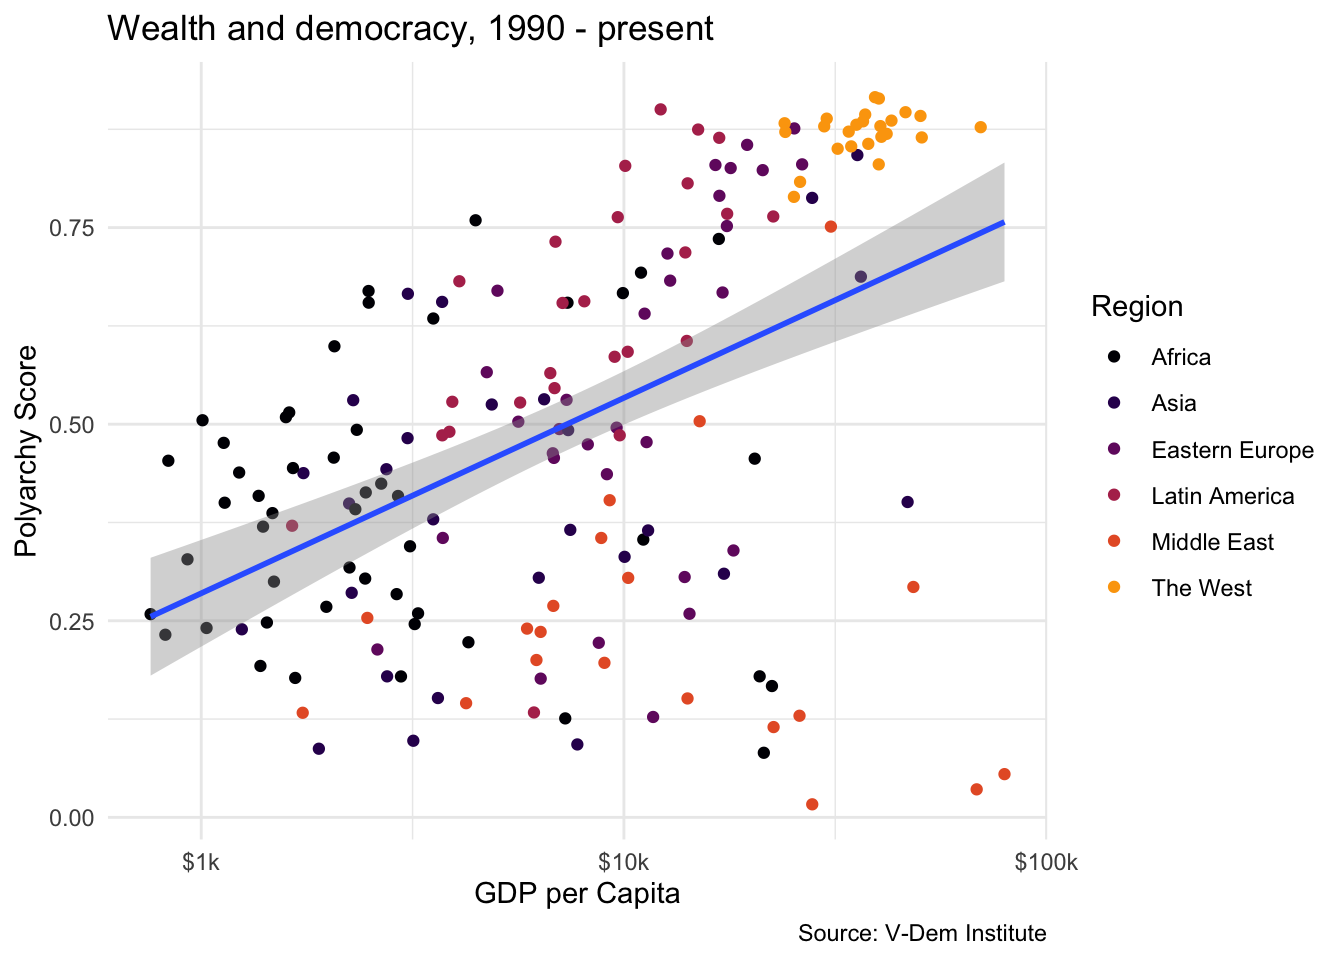 Wealth and democracy, 1990 - present
Polyarchy Score
0.75
0.50
0.25
0.00
$1k
$10k
$100k
GDP per Capita
Region
Africa
Asia
Eastern Europe
Latin America
Middle East
The West
Source: V-Dem Institute